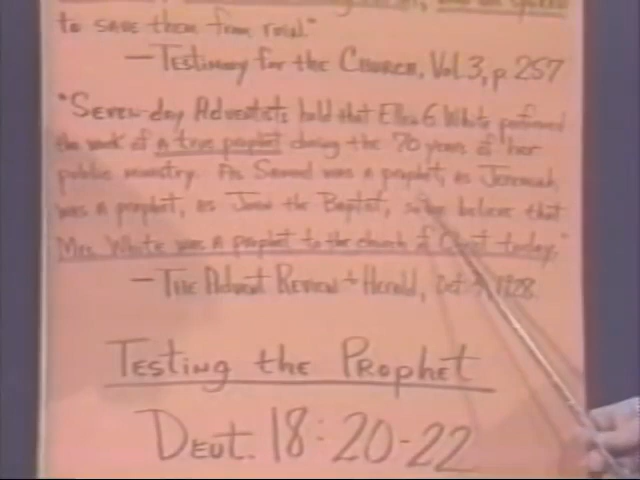 to save them from ruin."
—Testimony for the Church, Vol. 3, p. 257
"Seven-day Adventists hold that Ellen G White performed
the work of a true prophet during the 70 years of her
public ministry. As Samuel was a prophet, as Jeremiah
was a prophet, as John the Baptist, so we believe that
Mrs White was a prophet to the church of Christ today."
—The Advent Review + Herald, Oct 4, 1928
Testing the Prophet
Deut. 18:20-22